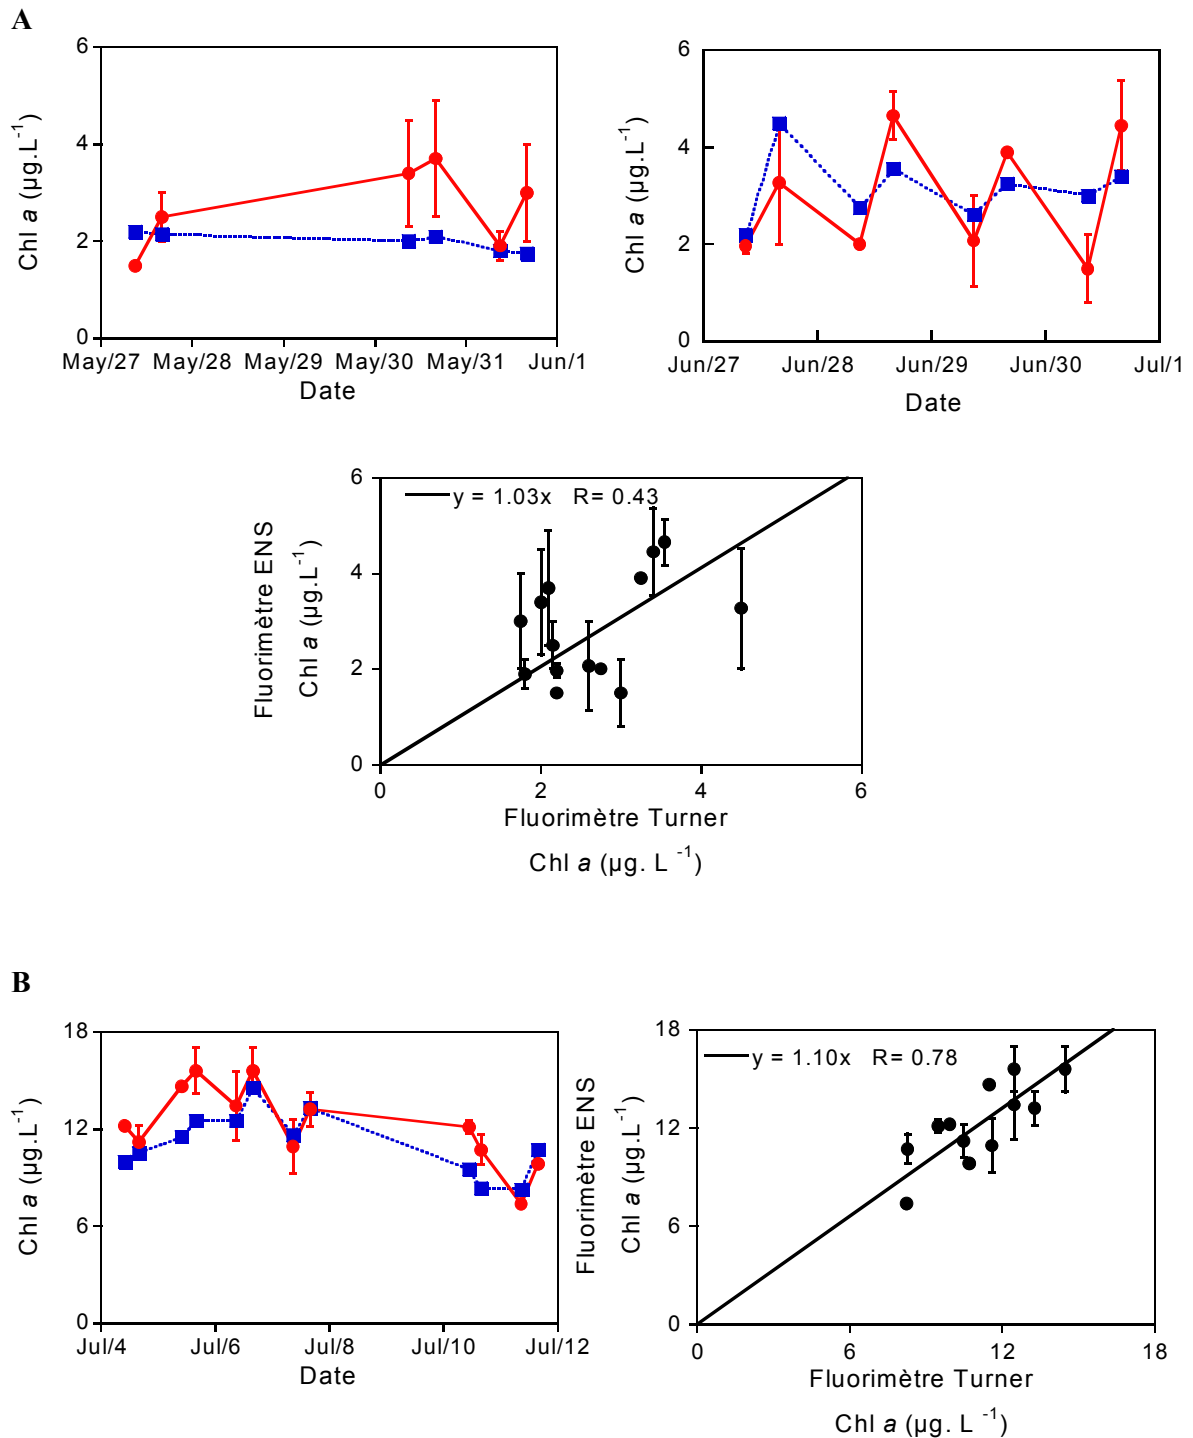 A
6
4
2
0
Chl a (µg.L⁻¹)
May/27 May/28 May/29 May/30 May/31 Jun/1
Date
6
4
2
0
Chl a (µg.L⁻¹)
Jun/27 Jun/28 Jun/29 Jun/30 Jul/1
Date
y = 1.03x R= 0.43
6
4
2
0
Fluorimètre ENS
Chl a (µg.L⁻¹)
0 2 4 6
Fluorimètre Turner
Chl a (µg. L ⁻¹)
B
18
12
6
0
Chl a (µg.L⁻¹)
Jul/4 Jul/6 Jul/8 Jul/10 Jul/12
Date
y = 1.10x R= 0.78
18
12
6
0
Fluorimètre ENS
Chl a (µg.L⁻¹)
0 6 12 18
Fluorimètre Turner
Chl a (µg. L ⁻¹)